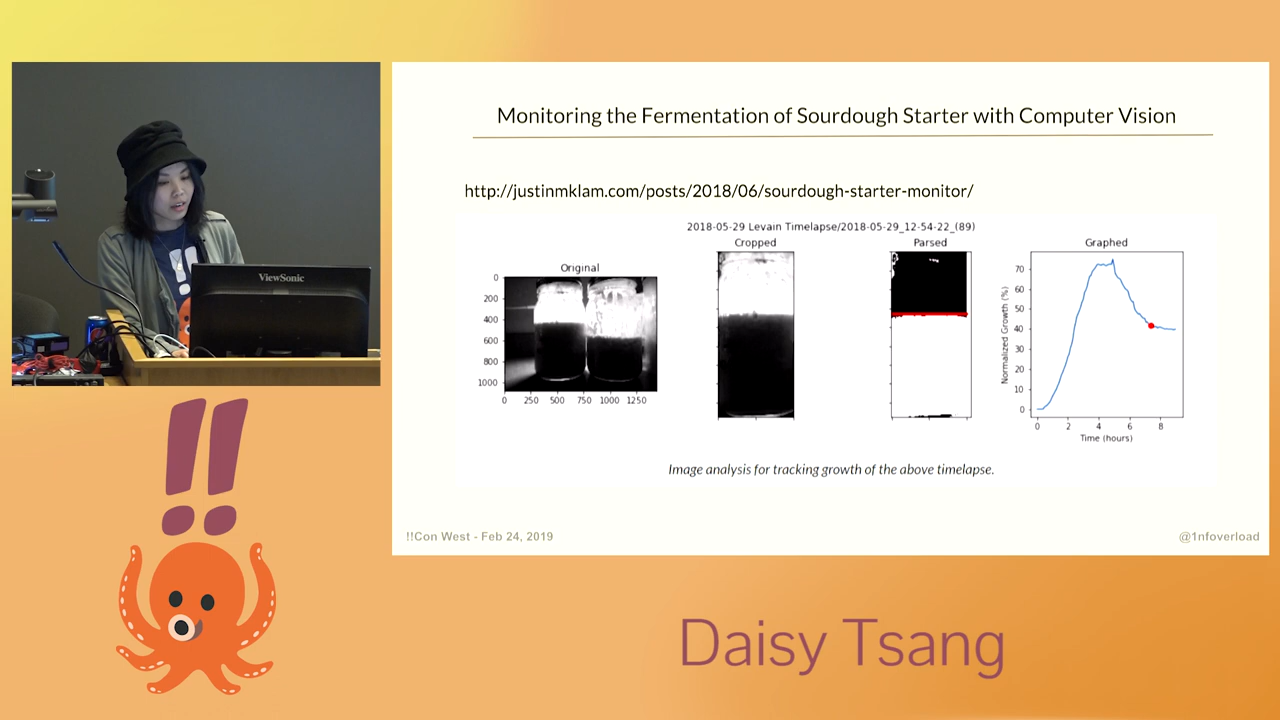 Monitoring the Fermentation of Sourdough Starter with Computer Vision
http://justinmklam.com/posts/2018/06/sourdough-starter-monitor/
2018-05-29 Levain Timelapse/2018-05-29_12-54-22_(89)
Original
Cropped
Parsed
Graphed
0
200
400
600
800
1000
0 250 500 750 1000 1250
Normalized Growth (%)
70
60
50
40
30
20
10
0
0 2 4 6 8
Time (hours)
Image analysis for tracking growth of the above timelapse.
!!Con West - Feb 24, 2019
@1nfoverload
ViewSonic
!!
Daisy Tsang